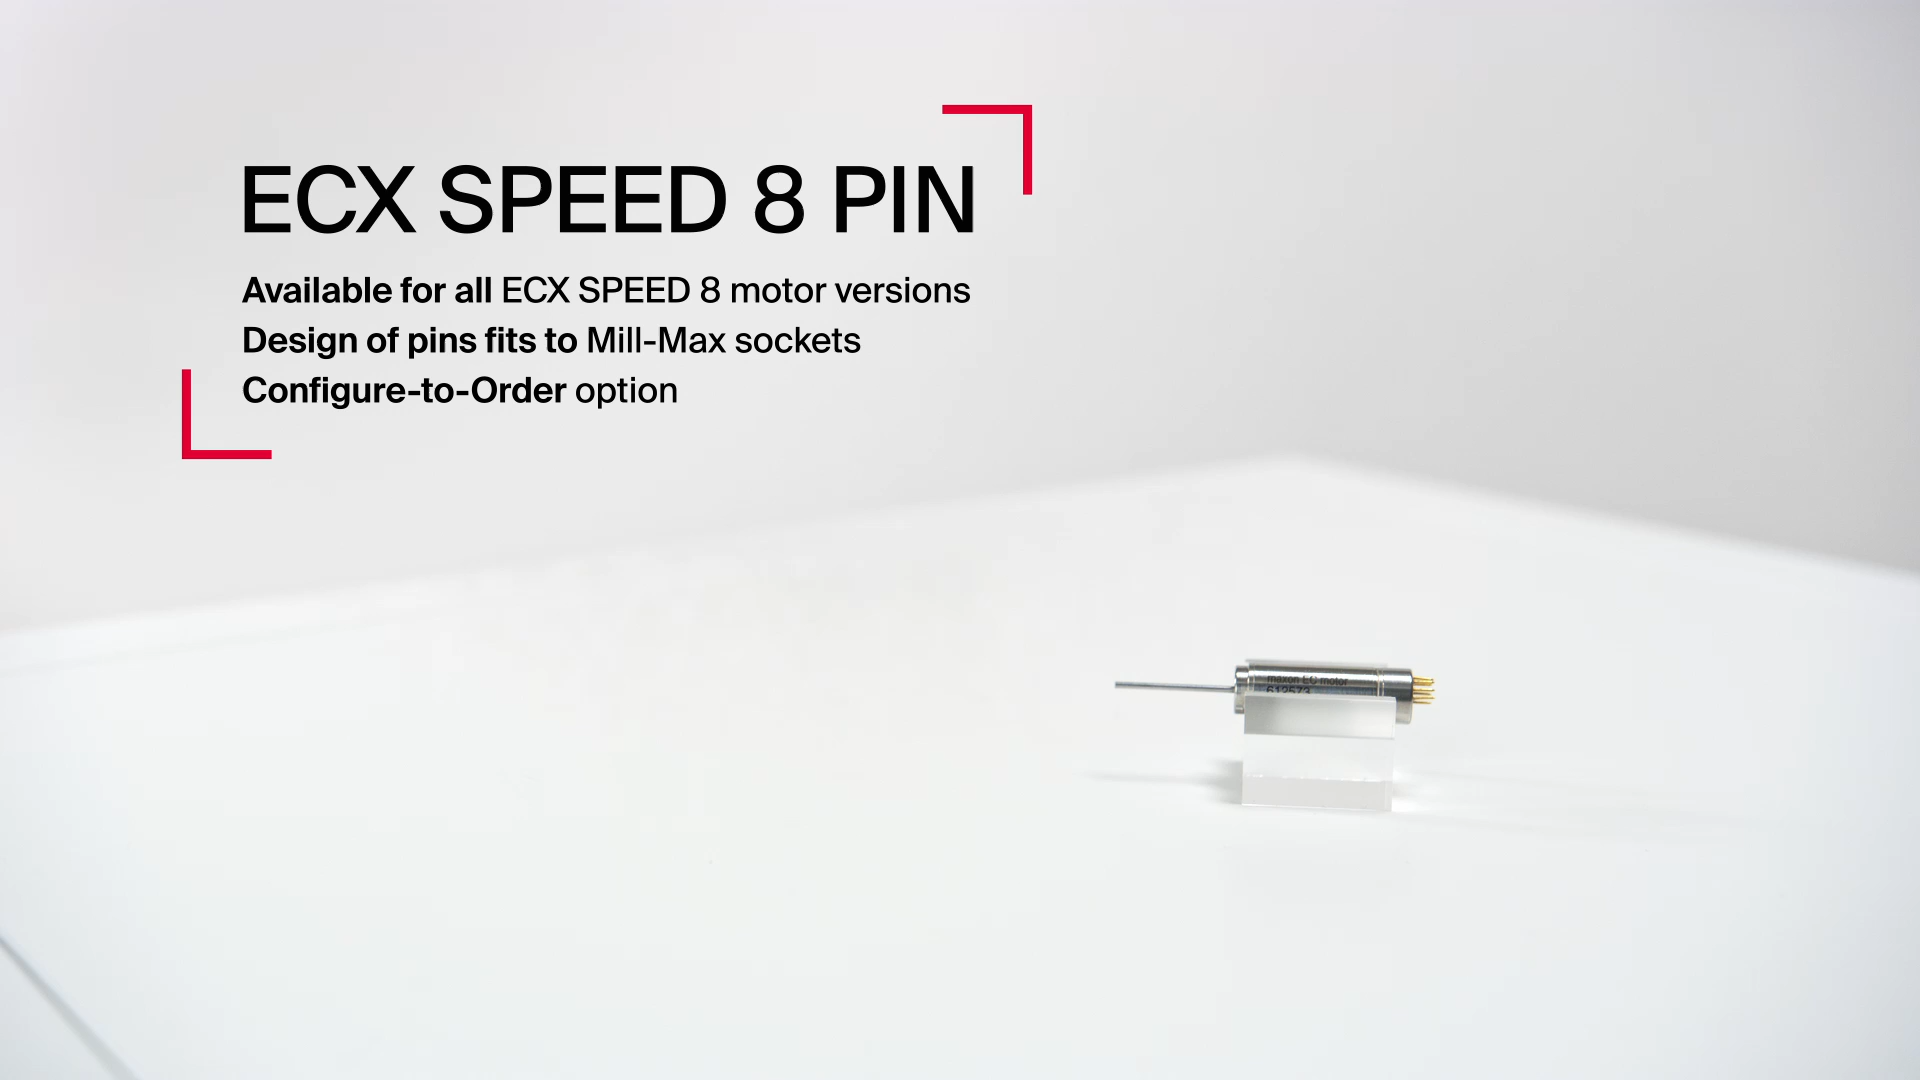 ECX SPEED 8 PIN
Available for all ECX SPEED 8 motor versions
Design of pins fits to Mill-Max sockets
Configure-to-Order option
maxon EC motor
612573